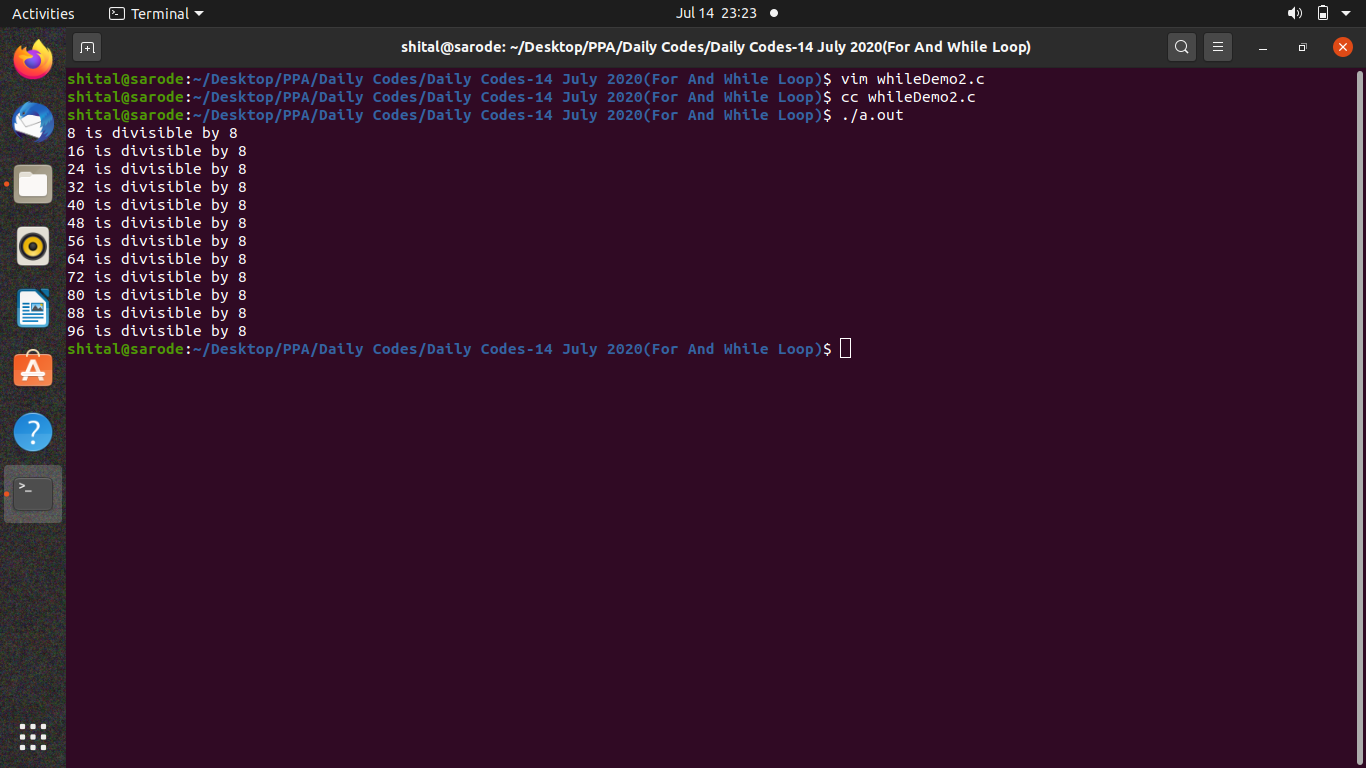 Activities Terminal Jul 14 23:23
shital@sarode: ~/Desktop/PPA/Daily Codes/Daily Codes-14 July 2020(For And While Loop)
shital@sarode:~/Desktop/PPA/Daily Codes/Daily Codes-14 July 2020(For And While Loop)$ vim whileDemo2.c
shital@sarode:~/Desktop/PPA/Daily Codes/Daily Codes-14 July 2020(For And While Loop)$ cc whileDemo2.c
shital@sarode:~/Desktop/PPA/Daily Codes/Daily Codes-14 July 2020(For And While Loop)$ ./a.out
8 is divisible by 8
16 is divisible by 8
24 is divisible by 8
32 is divisible by 8
40 is divisible by 8
48 is divisible by 8
56 is divisible by 8
64 is divisible by 8
72 is divisible by 8
80 is divisible by 8
88 is divisible by 8
96 is divisible by 8
shital@sarode:~/Desktop/PPA/Daily Codes/Daily Codes-14 July 2020(For And While Loop)$